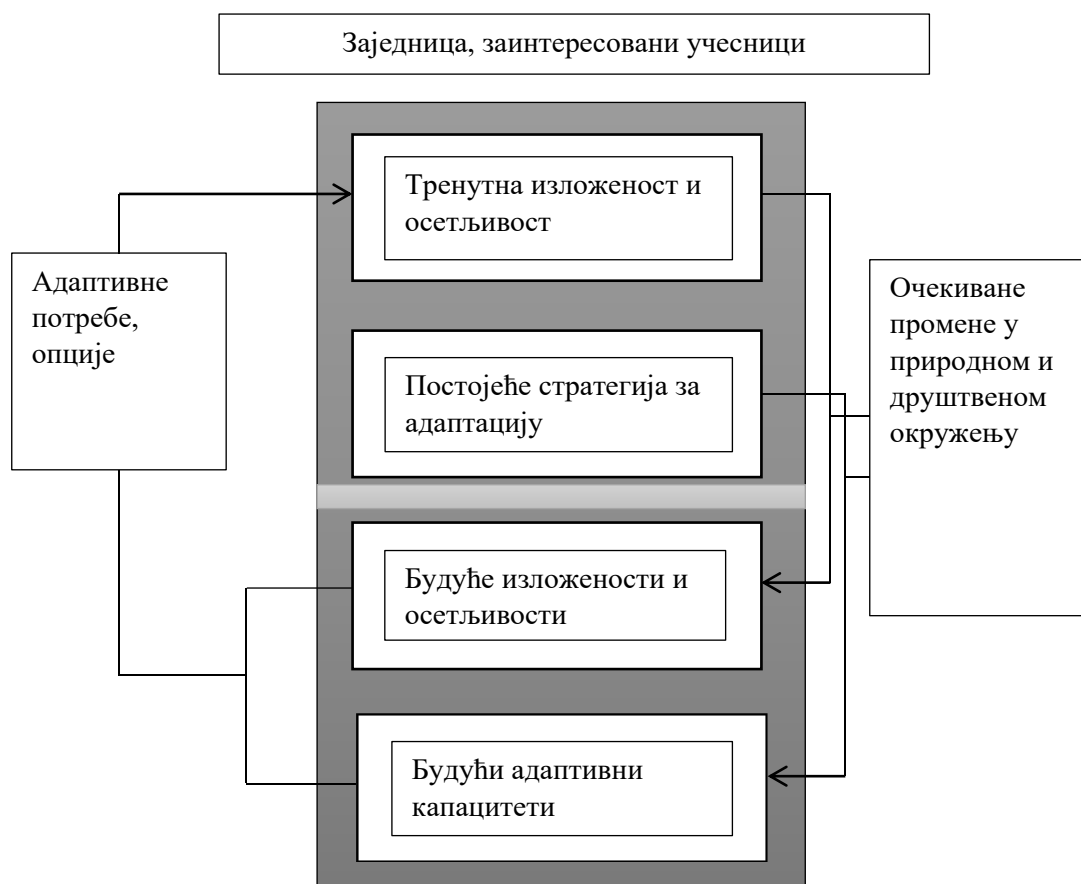 Заједница, заинтересовани учесници
Тренутна изложеност и
осетљивост
Адаптивне
потребе,
опције
Очекиване
промене у
природном и
друштвеном
окружењу
Постојеће стратегија за
адаптацију
Будуће изложености и
осетљивости
Будући адаптивни
капацитети